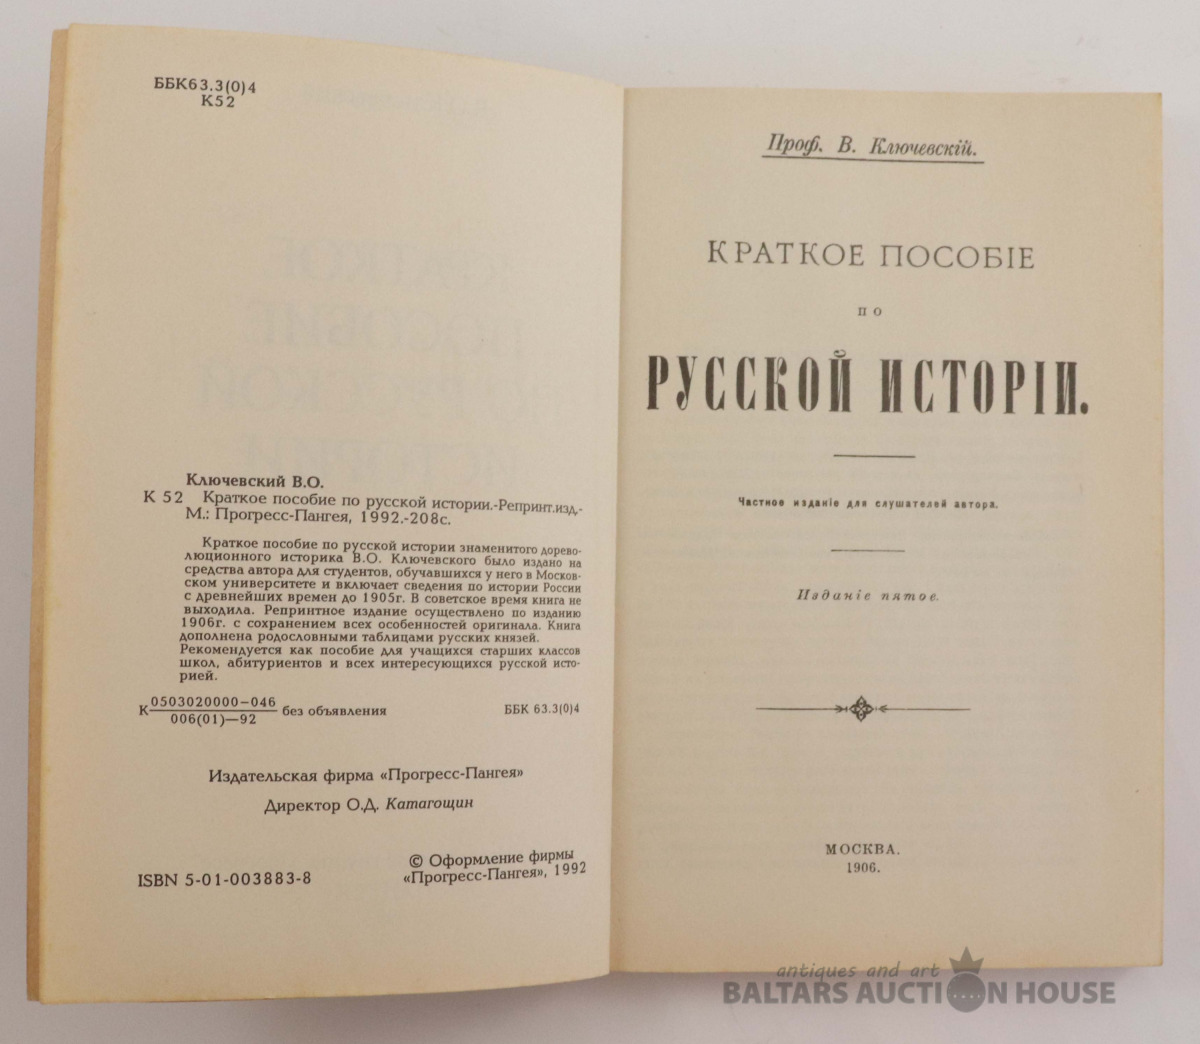 ББК63.3(0)4
К52
Ключевский В.О.
К 52 Краткое пособие по русской истории.-Репринт.изд.-
М.: Прогресс-Пангея, 1992.-208с.
Краткое пособие по русской истории знаменитого дорево-
люционного историка В.О. Ключевского было издано на
средства автора для студентов, обучавшихся у него в Москов-
ском университете и включает сведения по истории России
с древнейших времен до 1905г. В советское время книга не
выходила. Репринтное издание осуществлено по изданию
1906г. с сохранением всех особенностей оригинала. Книга
дополнена родословными таблицами русских князей.
Рекомендуется как пособие для учащихся старших классов
школ, абитуриентов и всех интересующихся русской исто-
рией.
К 0503020000—046
006(01)—92 без объявления ББК 63.3(0)4
Издательская фирма «Прогресс-Пангея»
Директор О.Д. Катагощин
© Оформление фирмы
ISBN 5-01-003883-8 «Прогресс-Пангея», 1992
Проф. В. Ключевскій.
КРАТКОЕ ПОСОБІЕ
ПО
РУССКОЙ ИСТОРІИ.
Частное изданіе для слушателей автора.
Изданіе пятое.
МОСКВА.
1906.
antiques and art
BALTARS AUCTION HOUSE